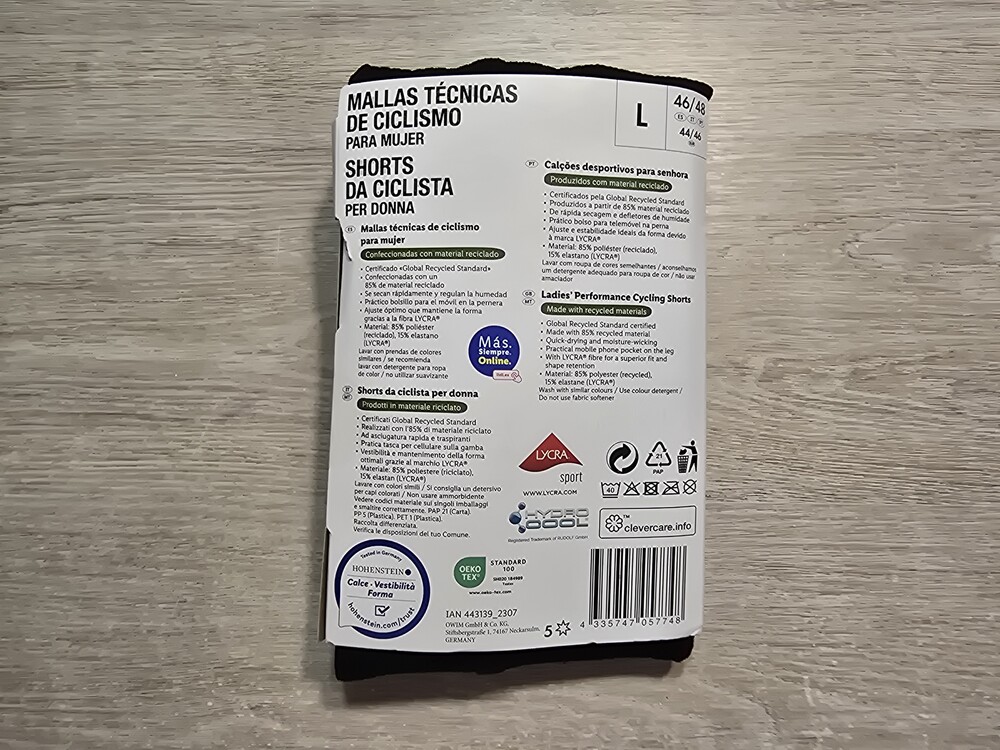 MALLAS TÉCNICAS
DE CICLISMO
PARA MUJER
SHORTS
DA CICLISTA
PER DONNA
L
46/48
ES IT
44/46
ES
Mallas técnicas de ciclismo
para mujer
Confeccionadas con material reciclado
• Certificado «Global Recycled Standard»
• Confeccionadas con un
85% de material reciclado
• Se secan rápidamente y regulan la humedad
• Práctico bolsillo para el móvil en la pernera
• Ajuste óptimo que mantiene la forma
gracias a la fibra LYCRA®
• Material: 85% poliéster
(reciclado), 15% elastano
(LYCRA®)
Lavar con prendas de colores
similares / se recomienda
lavar con detergente para ropa
de color / no utilizar suavizante
Más.
Siempre.
Online.
lidl.es
IT
MT
Shorts da ciclista per donna
Prodotti in materiale riciclato
• Certificati Global Recycled Standard
• Realizzati con l'85% di materiale riciclato
• Ad asciugatura rapida e traspiranti
• Pratica tasca per cellulare sulla gamba
• Vestibilità e mantenimento della forma
ottimali grazie al marchio LYCRA®
• Materiale: 85% poliestere (riciclato),
15% elastan (LYCRA®)
Lavare con colori simili / Si consiglia un detersivo
per capi colorati / Non usare ammorbidente
Vedere codici materiale sui singoli imballaggi
e smaltire correttamente. PAP 21 (Carta).
PP 5 (Plastica). PET 1 (Plastica).
Raccolta differenziata.
Verifica le disposizioni del tuo Comune.
PT
Calções desportivos para senhora
Produzidos com material reciclado
• Certificados pela Global Recycled Standard
• Produzidos a partir de 85% material reciclado
• De rápida secagem e defletores de humidade
• Prático bolso para telemóvel na perna
• Ajuste e estabilidade ideais da forma devido
à marca LYCRA®
• Material: 85% poliéster (reciclado),
15% elastano (LYCRA®)
Lavar com roupa de cores semelhantes / aconselhamos
um detergente adequado para roupa de cor / não usar
amaciador
GB
MT
Ladies' Performance Cycling Shorts
Made with recycled materials
• Global Recycled Standard certified
• Made with 85% recycled material
• Quick-drying and moisture-wicking
• Practical mobile phone pocket on the leg
• With LYCRA® fibre for a superior fit and
shape retention
• Material: 85% polyester (recycled),
15% elastane (LYCRA®)
Wash with similar colours / Use colour detergent /
Do not use fabric softener
LYCRA
sport
WWW.LYCRA.COM
21
PAP
40
HYDRO
COOL
Registered Trademark of RUDOLF GmbH
™
clevercare.info
Tested in Germany
HOHENSTEIN
Calce - Vestibilità
Forma
hohenstein.com/trust
OEKO
TEX®
STANDARD
100
SHE20 184989
Testex
www.oeko-tex.com
IAN 443139_2307
OWIM GmbH & Co. KG,
Stiftsbergstraße 1, 74167 Neckarsulm,
GERMANY
5
4 335747 057748